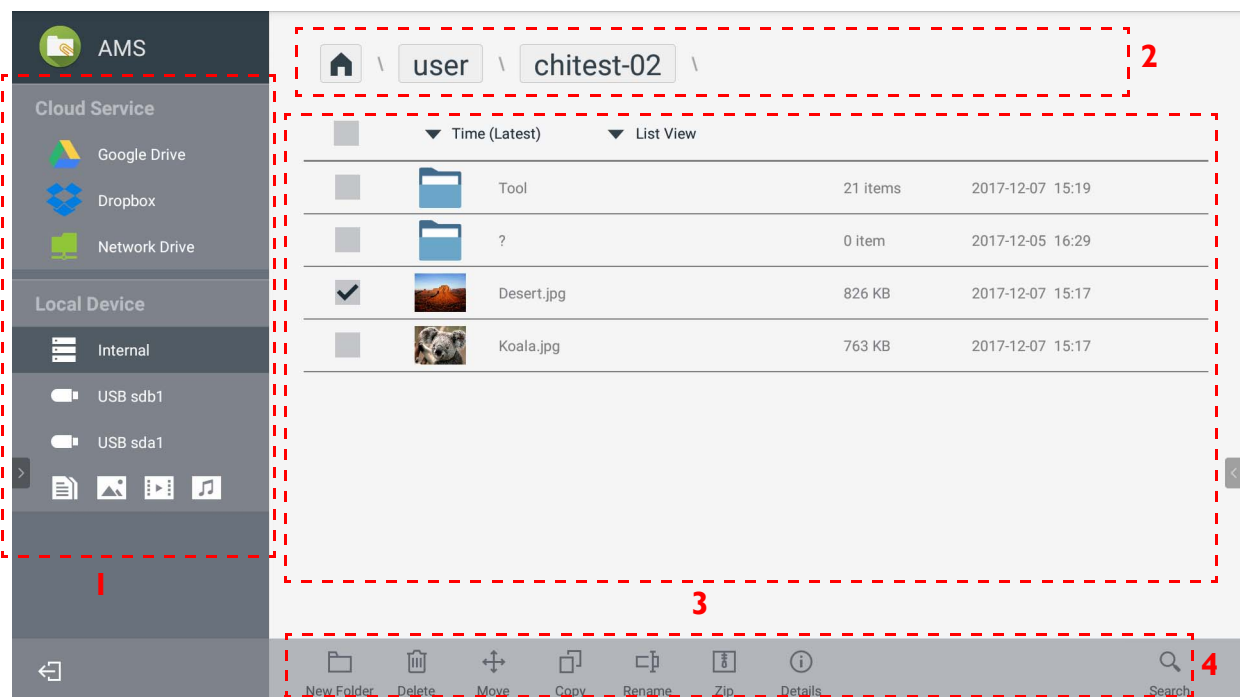 AMS
Cloud Service
Google Drive
Dropbox
Network Drive
Local Device
Internal
USB sdb1
USB sda1
1
\ user \ chitest-02 \
2
Time (Latest) List View
Tool 21 items 2017-12-07 15:19
? 0 item 2017-12-05 16:29
Desert.jpg 826 KB 2017-12-07 15:17
Koala.jpg 763 KB 2017-12-07 15:17
3
New Folder Delete Move Copy Rename Zip Details Search
4